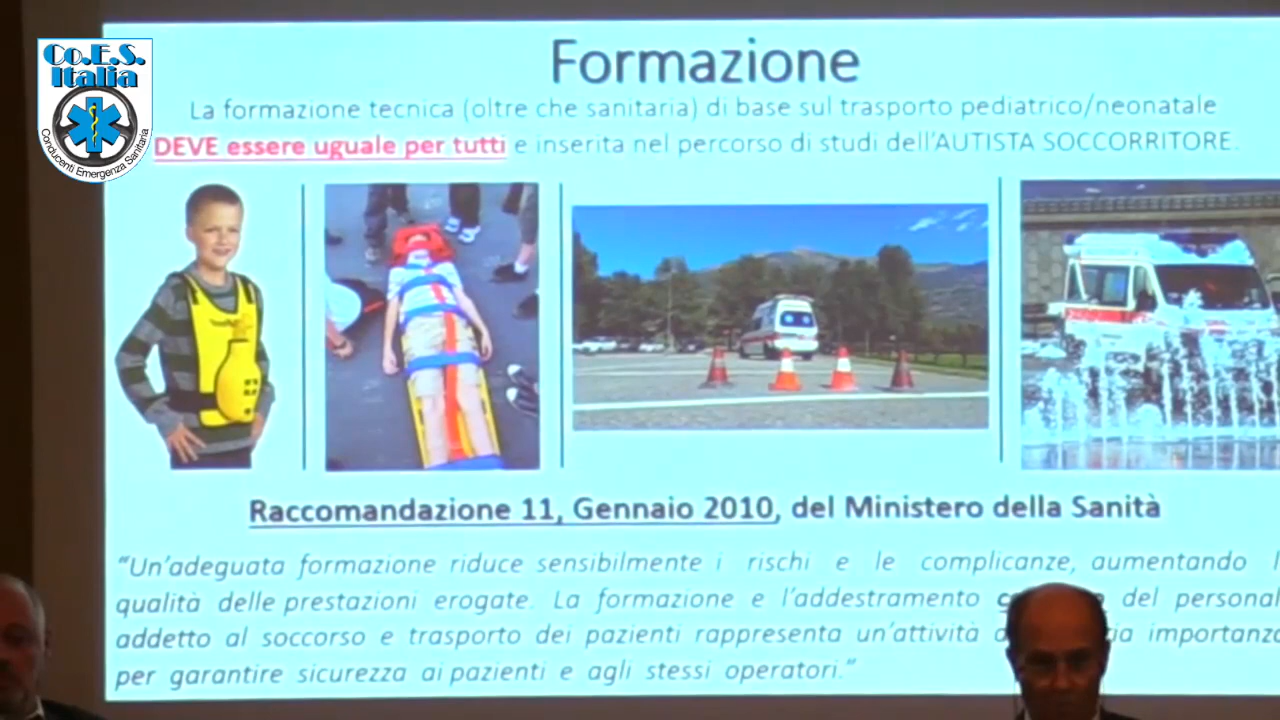 Co.E.S.
Italia
Conducenti Emergenza Sanitaria
Formazione
La formazione tecnica (oltre che sanitaria) di base sul trasporto pediatrico/neonatale
DEVE essere uguale per tutti e inserita nel percorso di studi dell'AUTISTA SOCCORRITORE.
Raccomandazione 11, Gennaio 2010, del Ministero della Sanità
"Un'adeguata formazione riduce sensibilmente i rischi e le complicanze, aumentando
qualità delle prestazioni erogate. La formazione e l'addestramento del personal
addetto al soccorso e trasporto dei pazienti rappresenta un'attività importanza
per garantire sicurezza ai pazienti e agli stessi operatori."